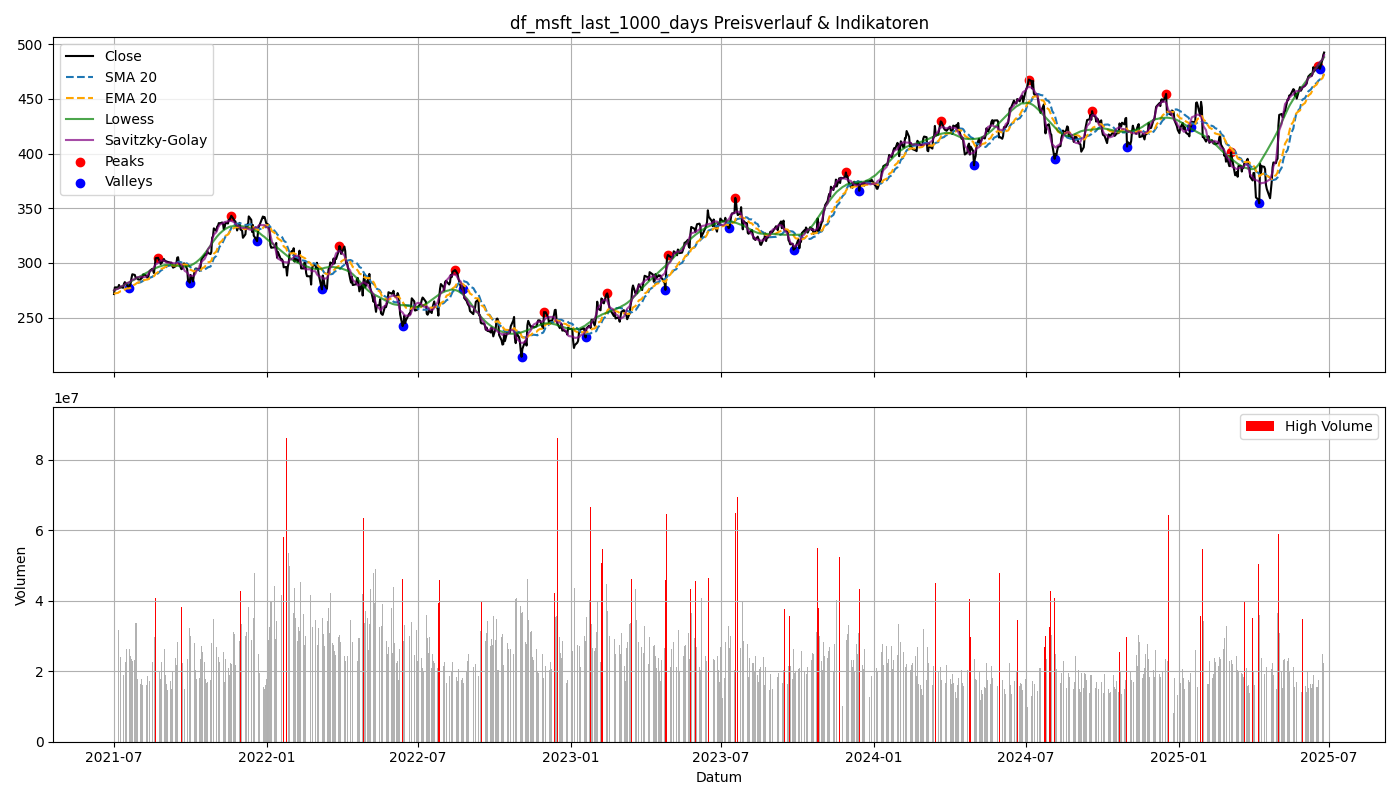 df_msft_last_1000_days Preisverlauf & Indikatoren
500
450
400
350
300
250
Close
SMA 20
EMA 20
Lowess
Savitzky-Golay
Peaks
Valleys
1e7
8
6
4
2
0
Volumen
High Volume
2021-07
2022-01
2022-07
2023-01
2023-07
2024-01
2024-07
2025-01
2025-07
Datum